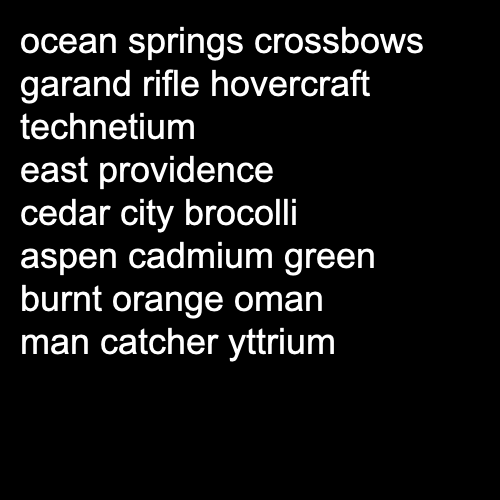 ocean springs crossbows
garand rifle hovercraft
technetium
east providence
cedar city brocolli
aspen cadmium green
burnt orange oman
man catcher yttrium